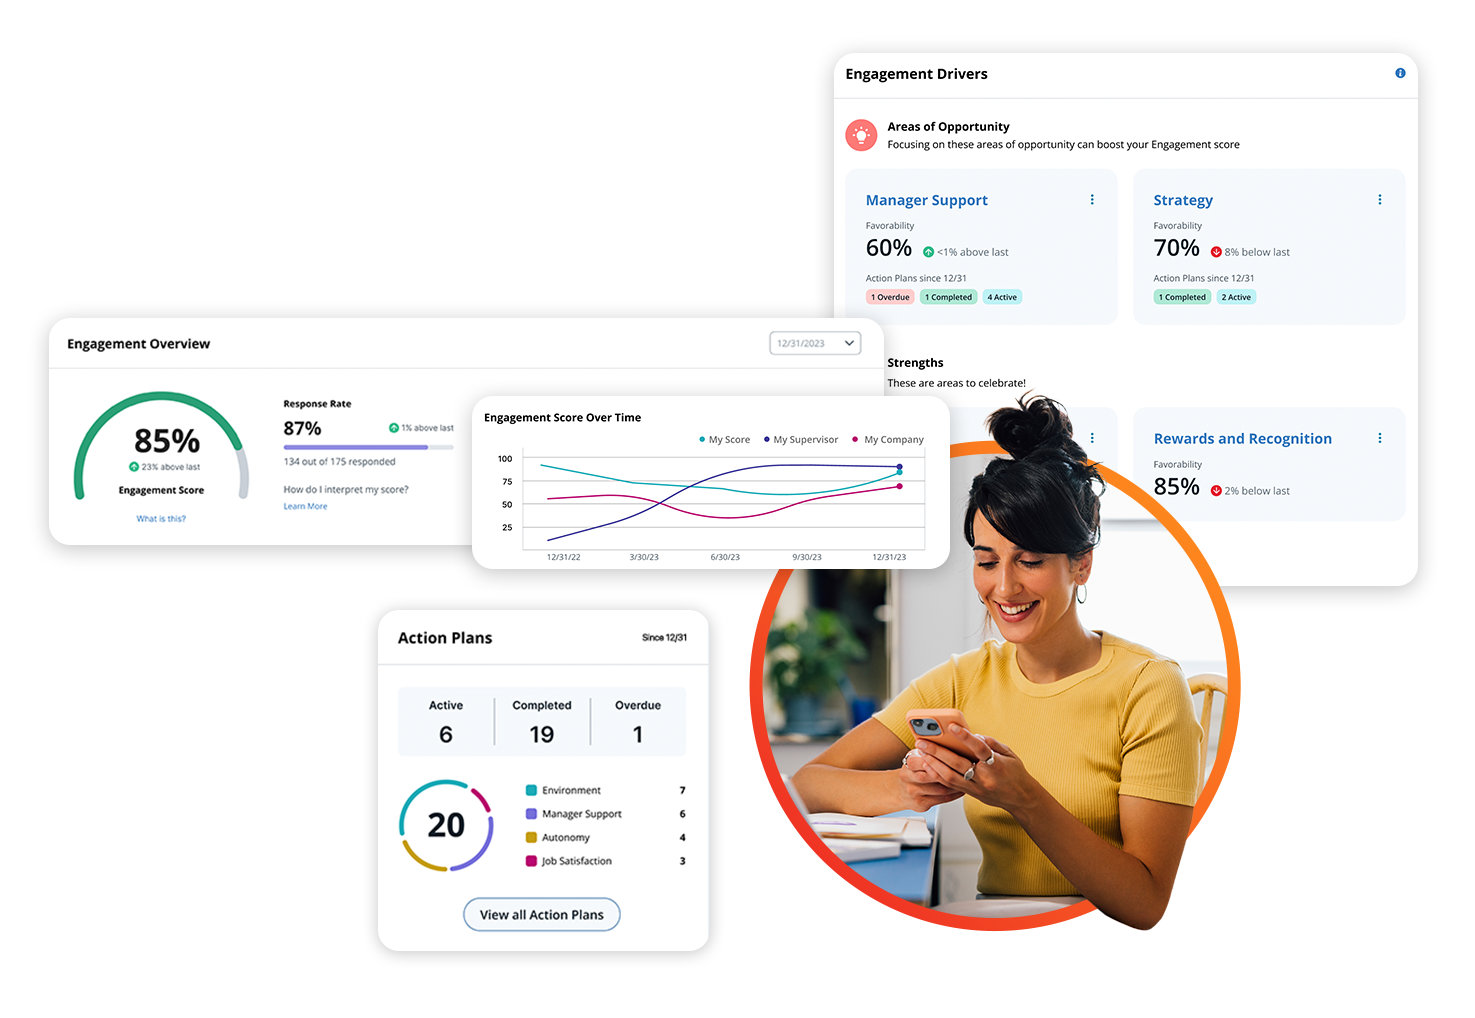 Engagement Drivers
Areas of Opportunity
Focusing on these areas of opportunity can boost your Engagement score
Manager Support
Favorability
60% <1% above last
Action Plans since 12/31
1 Overdue 1 Completed 4 Active
Strategy
Favorability
70% 8% below last
Action Plans since 12/31
1 Completed 2 Active
Strengths
These are areas to celebrate!
Rewards and Recognition
Favorability
85% 2% below last
Engagement Overview
12/31/2023
85%
23% above last
Engagement Score
What is this?
Response Rate
87% 1% above last
134 out of 175 responded
How do I interpret my score?
Learn More
Engagement Score Over Time
My Score My Supervisor My Company
100
75
50
25
12/31/22 3/30/23 6/30/23 9/30/23 12/31/23
Action Plans
Since 12/31
Active Completed Overdue
6 19 1
20
Environment 7
Manager Support 6
Autonomy 4
Job Satisfaction 3
View all Action Plans